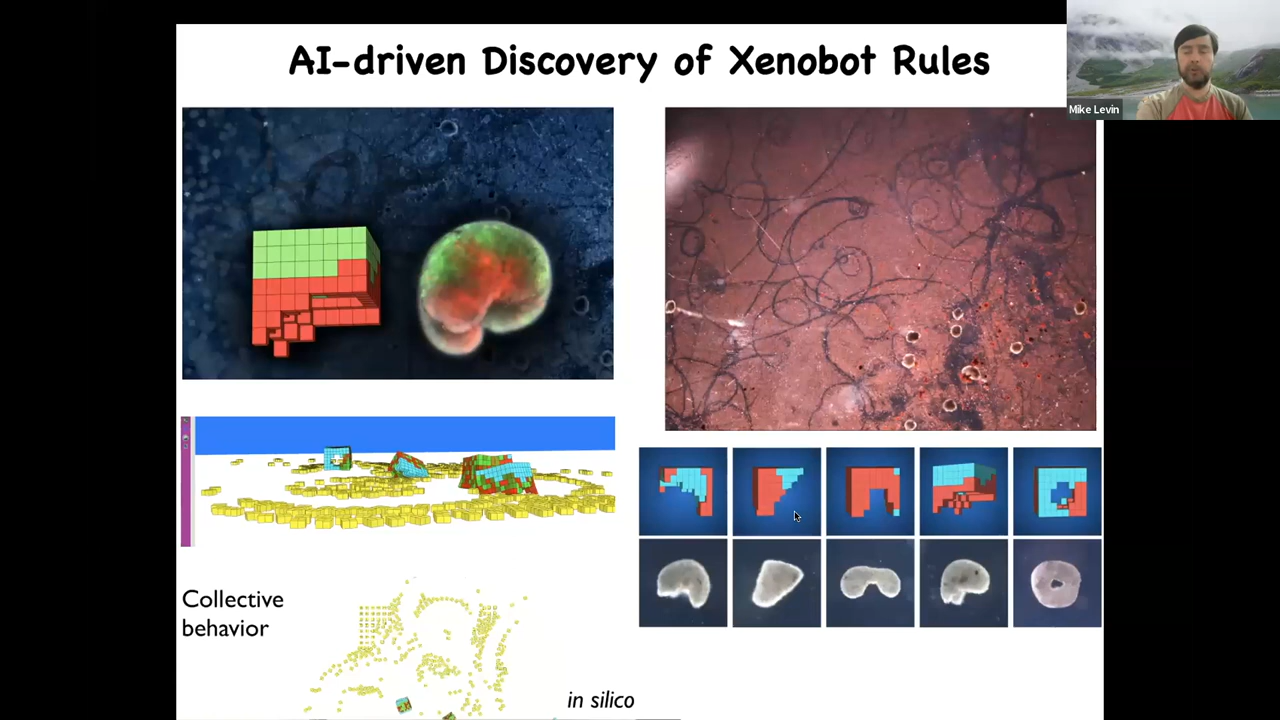 AI-driven Discovery of Xenobot Rules
Mike Levin
Collective
behavior
in silico